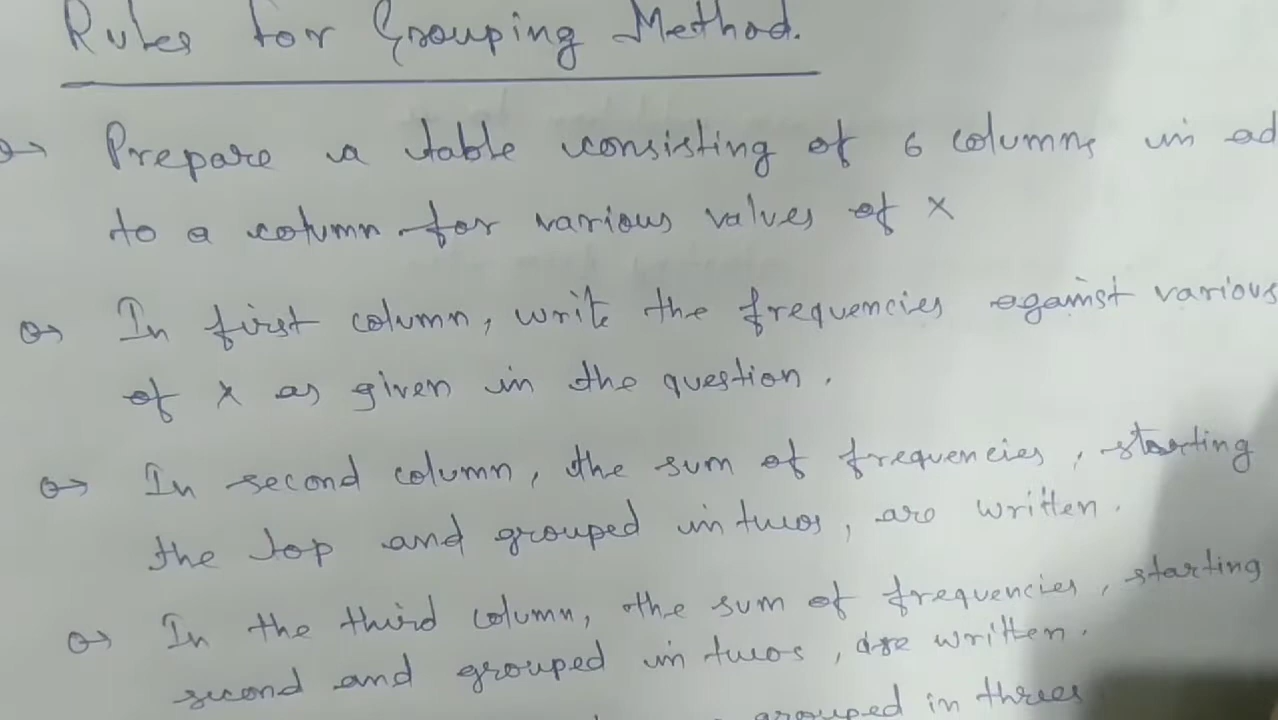 Rules for Grouping Method.
Prepare a table consisting of 6 columns in ad
to a column for various values of x
In first column, write the frequencies against various
of x as given in the question.
In second column, the sum of frequencies, starting
the top and grouped in twos, are written.
In the third column, the sum of frequencies, starting
second and grouped in twos, are written.
grouped in threes